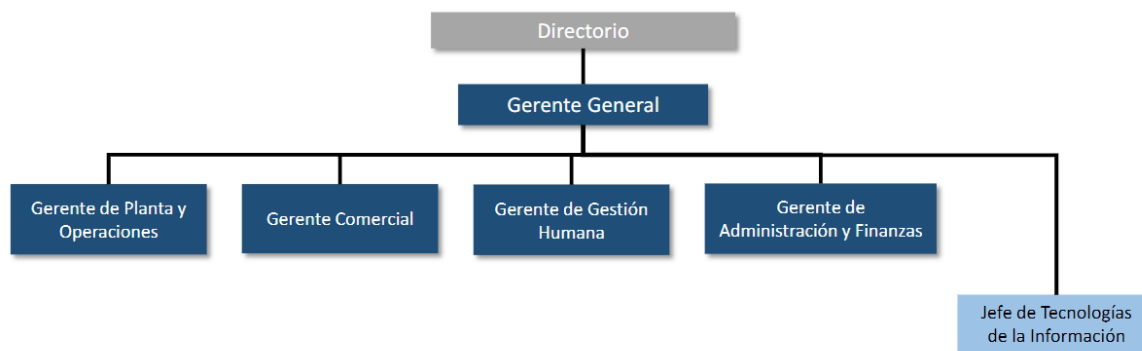 Directorio
Gerente General
Gerente de Planta y
Operaciones
Gerente Comercial
Gerente de Gestión
Humana
Gerente de
Administración y Finanzas
Jefe de Tecnologías
de la Información